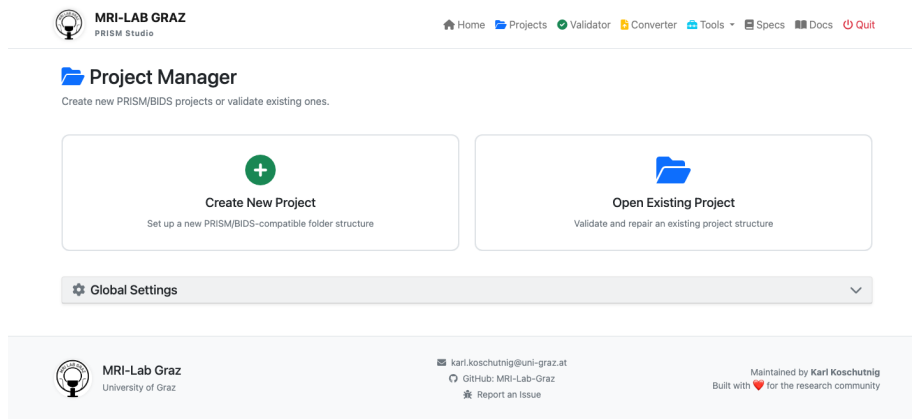 MRI-LAB GRAZ
PRISM Studio
Home Projects Validator Converter Tools Specs Docs Quit
Project Manager
Create new PRISM/BIDS projects or validate existing ones.
Create New Project
Set up a new PRISM/BIDS-compatible folder structure
Open Existing Project
Validate and repair an existing project structure
Global Settings
MRI-Lab Graz
University of Graz
karl.koschutnig@uni-graz.at
GitHub: MRI-Lab-Graz
Report an Issue
Maintained by Karl Koschutnig
Built with ❤️ for the research community